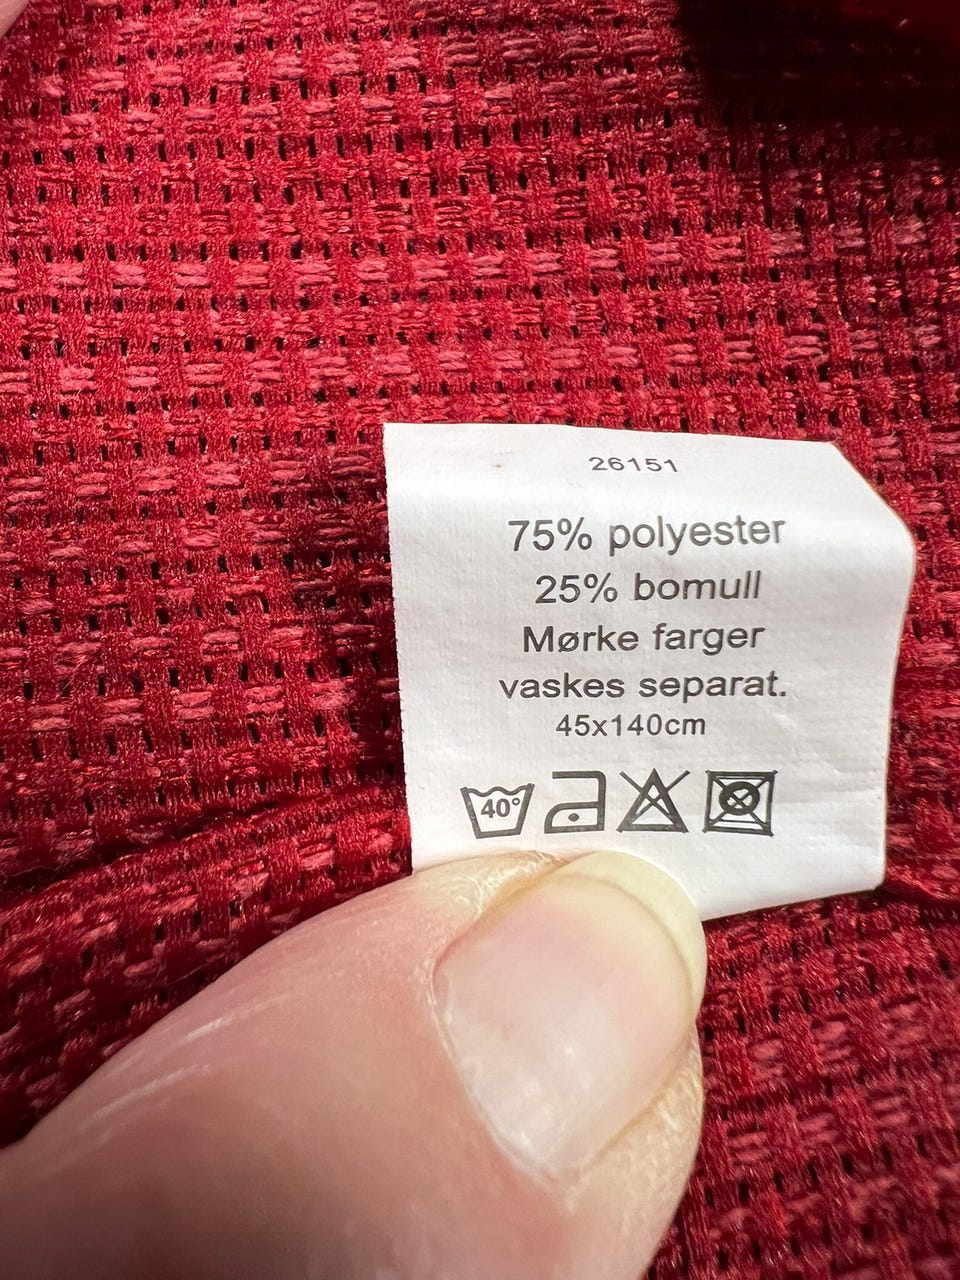 26151
75% polyester
25% bomull
Mørke farger
vaskes separat.
45x140cm
40°